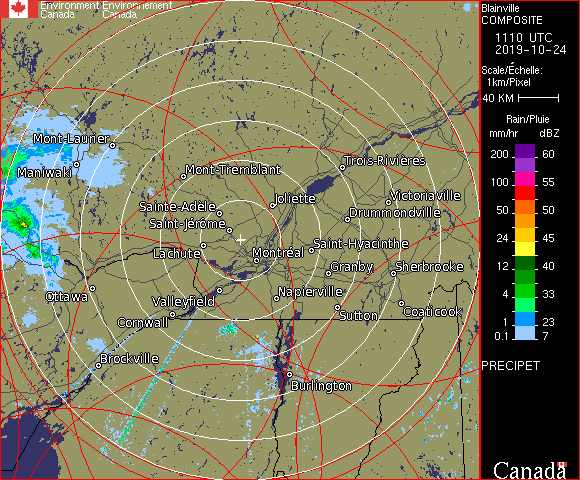 Environment Environnement
Canada Canada
Blainville
COMPOSITE
1110 UTC
2019-10-24
Scale/Échelle:
1km/Pixel
40 KM
Rain/Pluie
mm/hr dBZ
200 60
100 55
50 50
24 45
12 40
4 33
1 23
0.1 7
PRECIPET
Mont-Laurier
Maniwaki
Mont-Tremblant
Trois-Rivières
Sainte-Adèle
Joliette
Victoriaville
Drummondville
Saint-Jérôme
Saint-Hyacinthe
Lachute
Montréal
Granby
Sherbrooke
Ottawa
Valleyfield
Napierville
Sutton
Coaticook
Cornwall
Brockville
Burlington
Canada